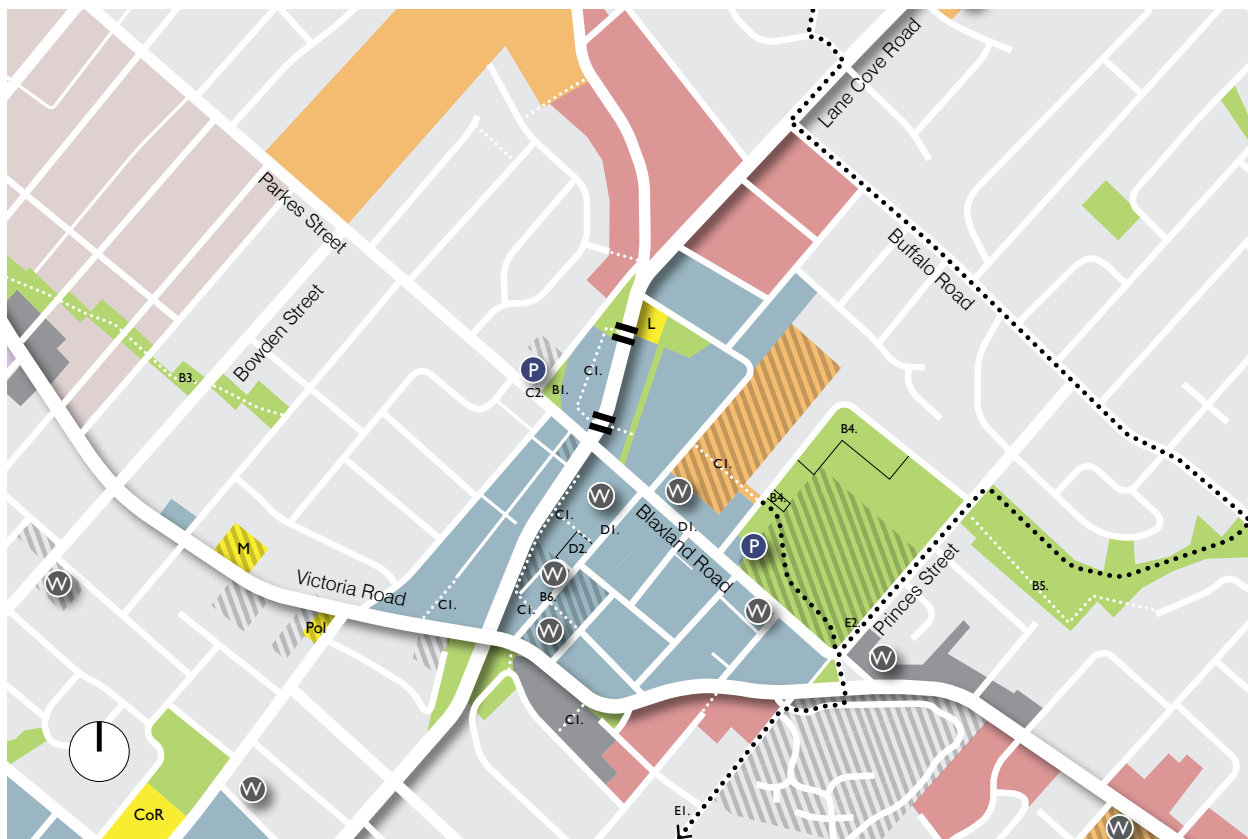 Lane Cove Road
Parkes Street
Buffalo Road
Bowden Street
L
B3.
P
C2.
B1.
C1.
B4.
C1.
B4.
W
W
C1.
D1.
D1.
Blaxland Road
D2.
P
M
W
W
B6.
C1.
C1.
Victoria Road
Pol
W
W
E2.
Princes Street
B5.
W
C1.
W
CoR
E1.
W